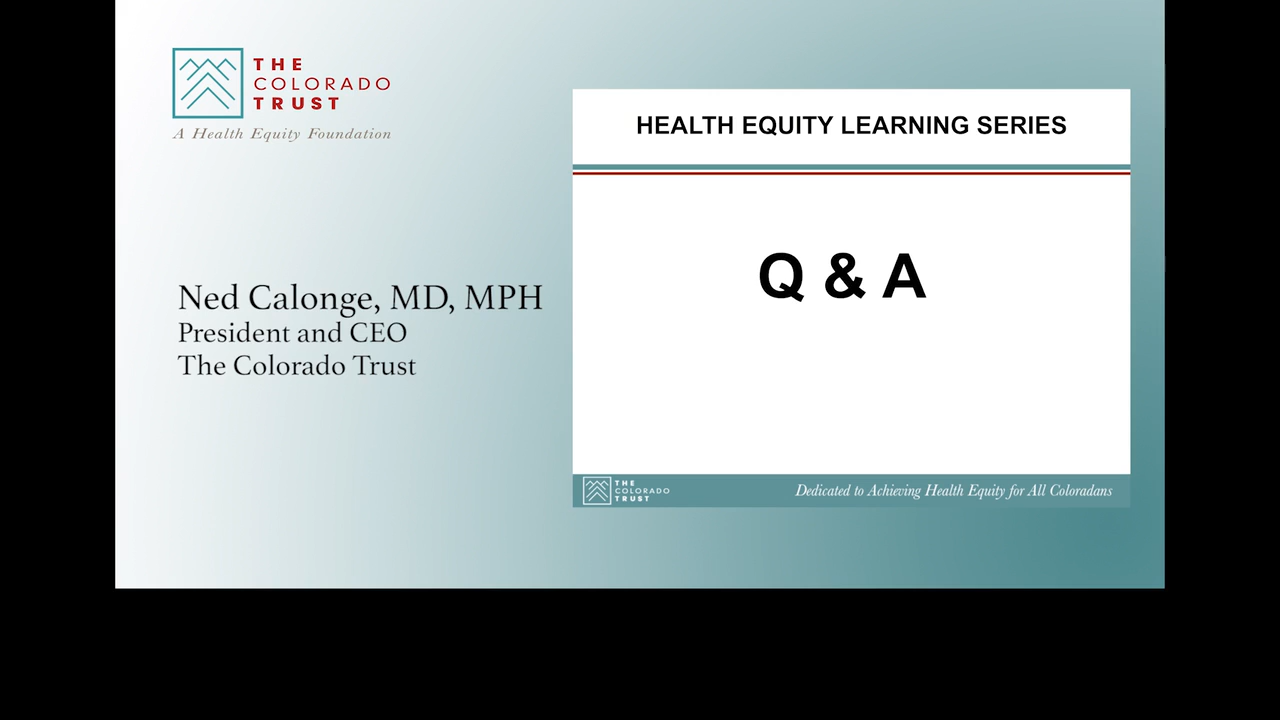 THE
COLORADO
TRUST
A Health Equity Foundation
Ned Calonge, MD, MPH
President and CEO
The Colorado Trust
HEALTH EQUITY LEARNING SERIES
Q & A
THE
COLORADO
TRUST
Dedicated to Achieving Health Equity for All Coloradans